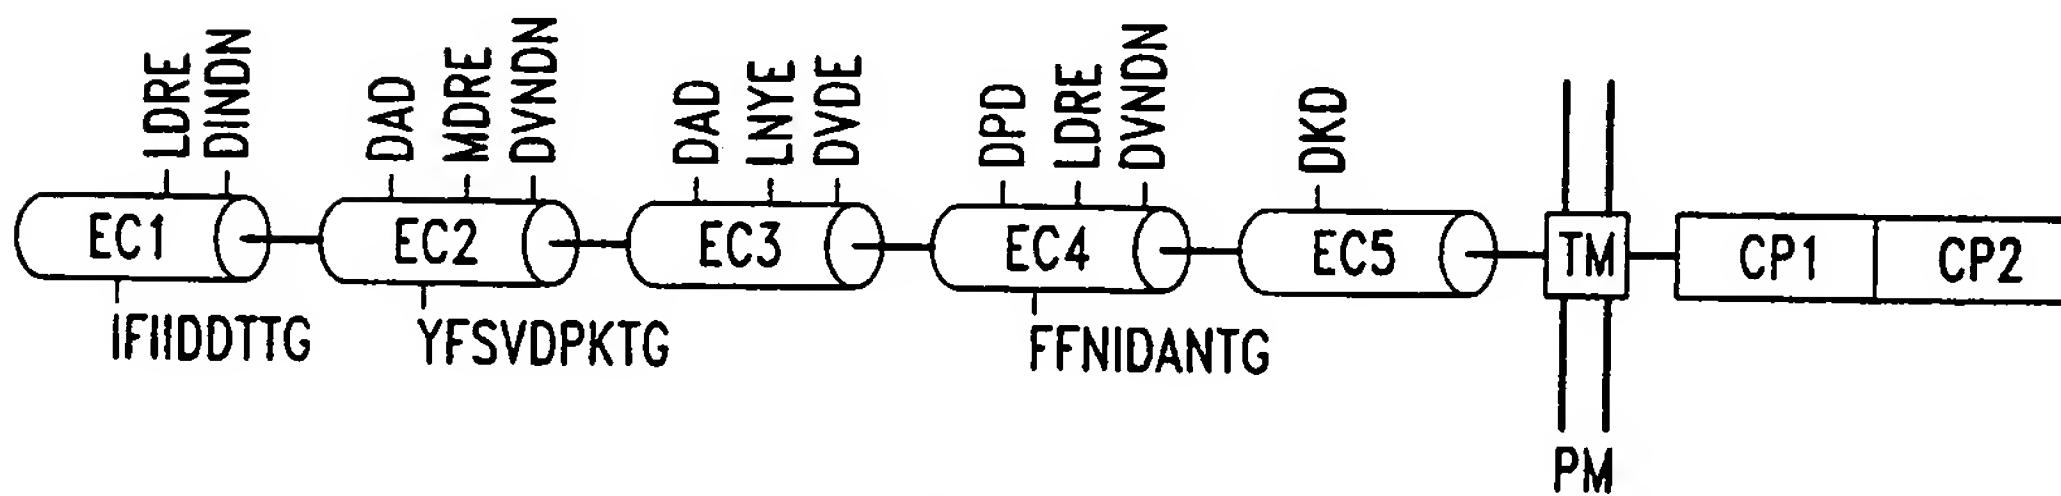 LDRE
DINDN
DAD
MDRE
DVNDN
DAD
LNYE
DVDE
DPD
LDRE
DVNDN
DKD
EC1
EC2
EC3
EC4
EC5
TM
CP1
CP2
IFIIDDTTG
YFSVDPKTG
FFNIDANTG
PM